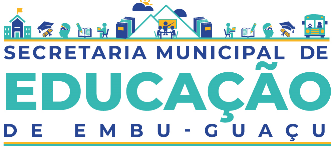 SECRETARIA MUNICIPAL DE
EDUCAÇÃO
DE EMBU-GUAÇU